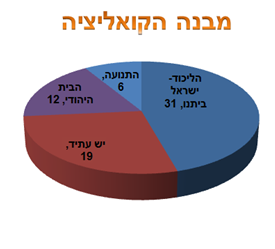 מבנה הקואליציה
הליכוד-
ישראל
ביתנו, 31
יש עתיד,
19
הבית
היהודי, 12
התנועה,
6